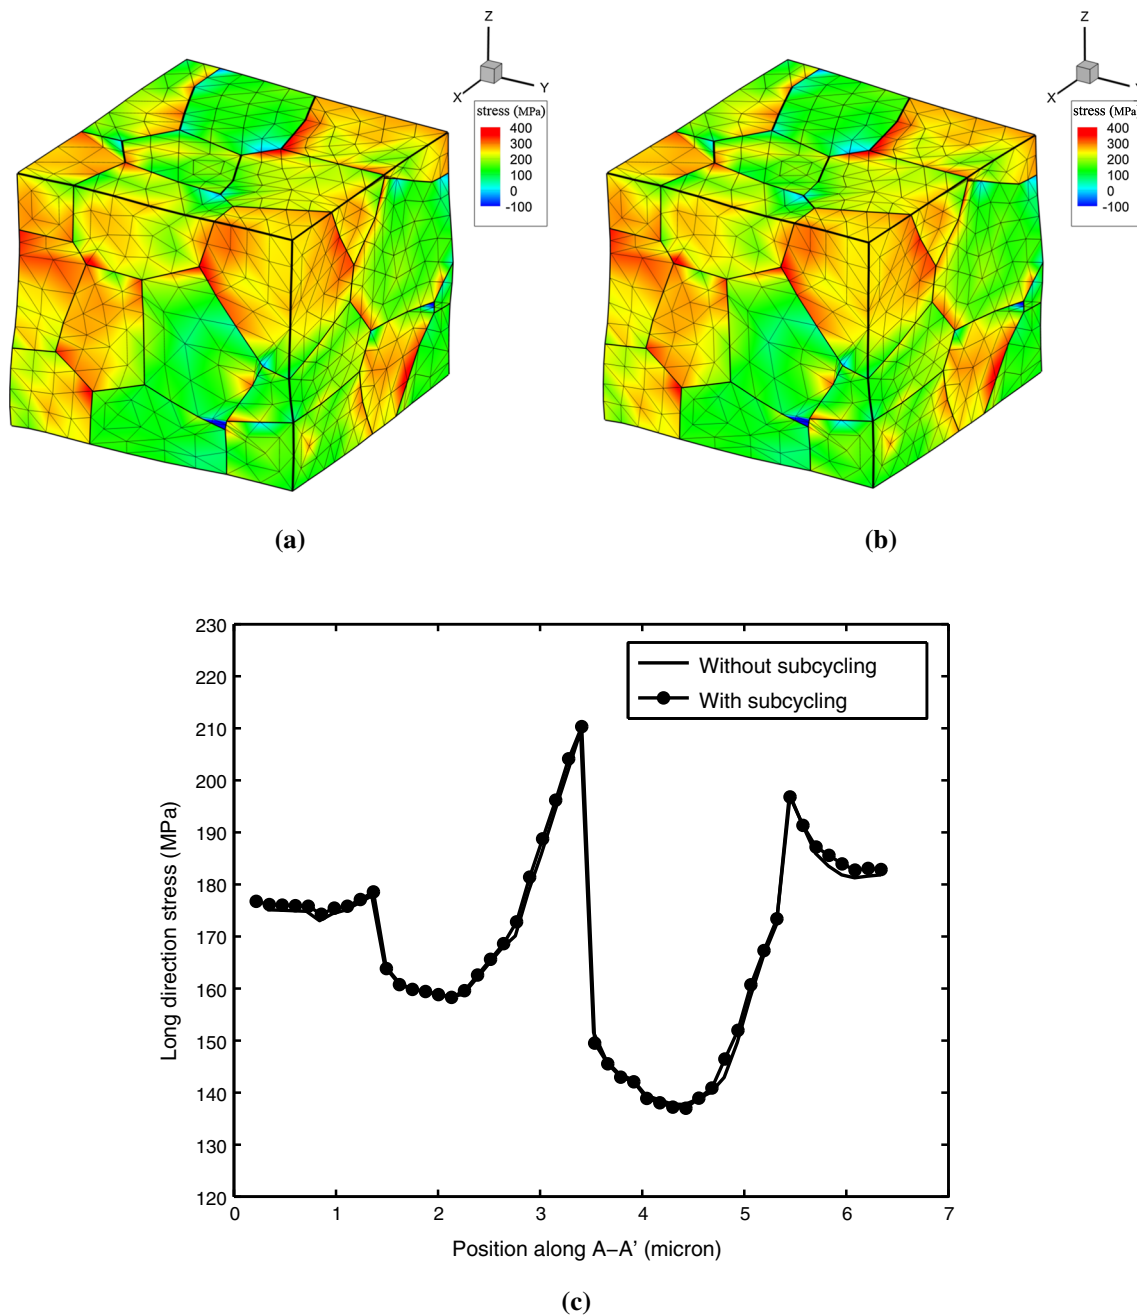 Z
X
Y
stress (MPa)
400
300
200
100
0
-100
(a)
Z
X
Y
stress (MPa)
400
300
200
100
0
-100
(b)
230
220
210
200
190
180
170
160
150
140
130
120
0 1 2 3 4 5 6 7
Long direction stress (MPa)
Position along A–A' (micron)
Without subcycling
With subcycling
(c)